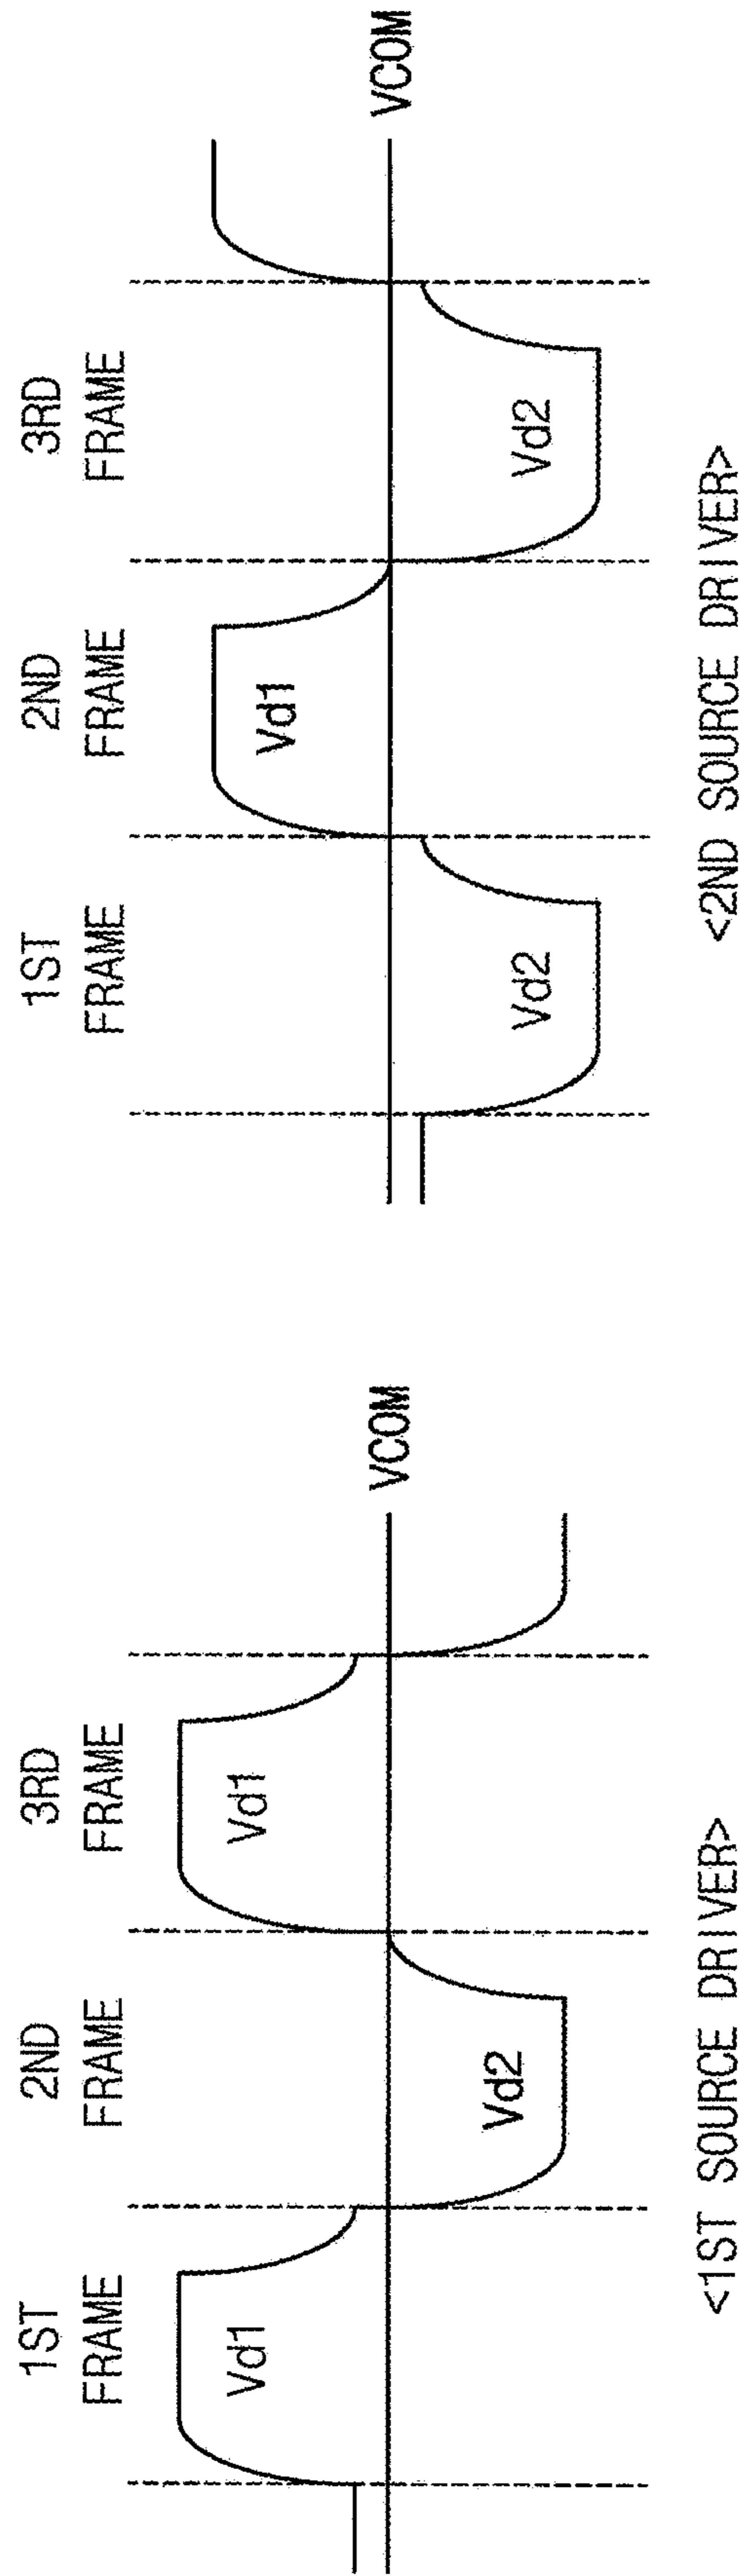 1ST
FRAME
2ND
FRAME
3RD
FRAME
Vd1
Vd2
Vd1
VCOM
<1ST SOURCE DRIVER>
1ST
FRAME
2ND
FRAME
3RD
FRAME
Vd2
Vd1
Vd2
VCOM
<2ND SOURCE DRIVER>